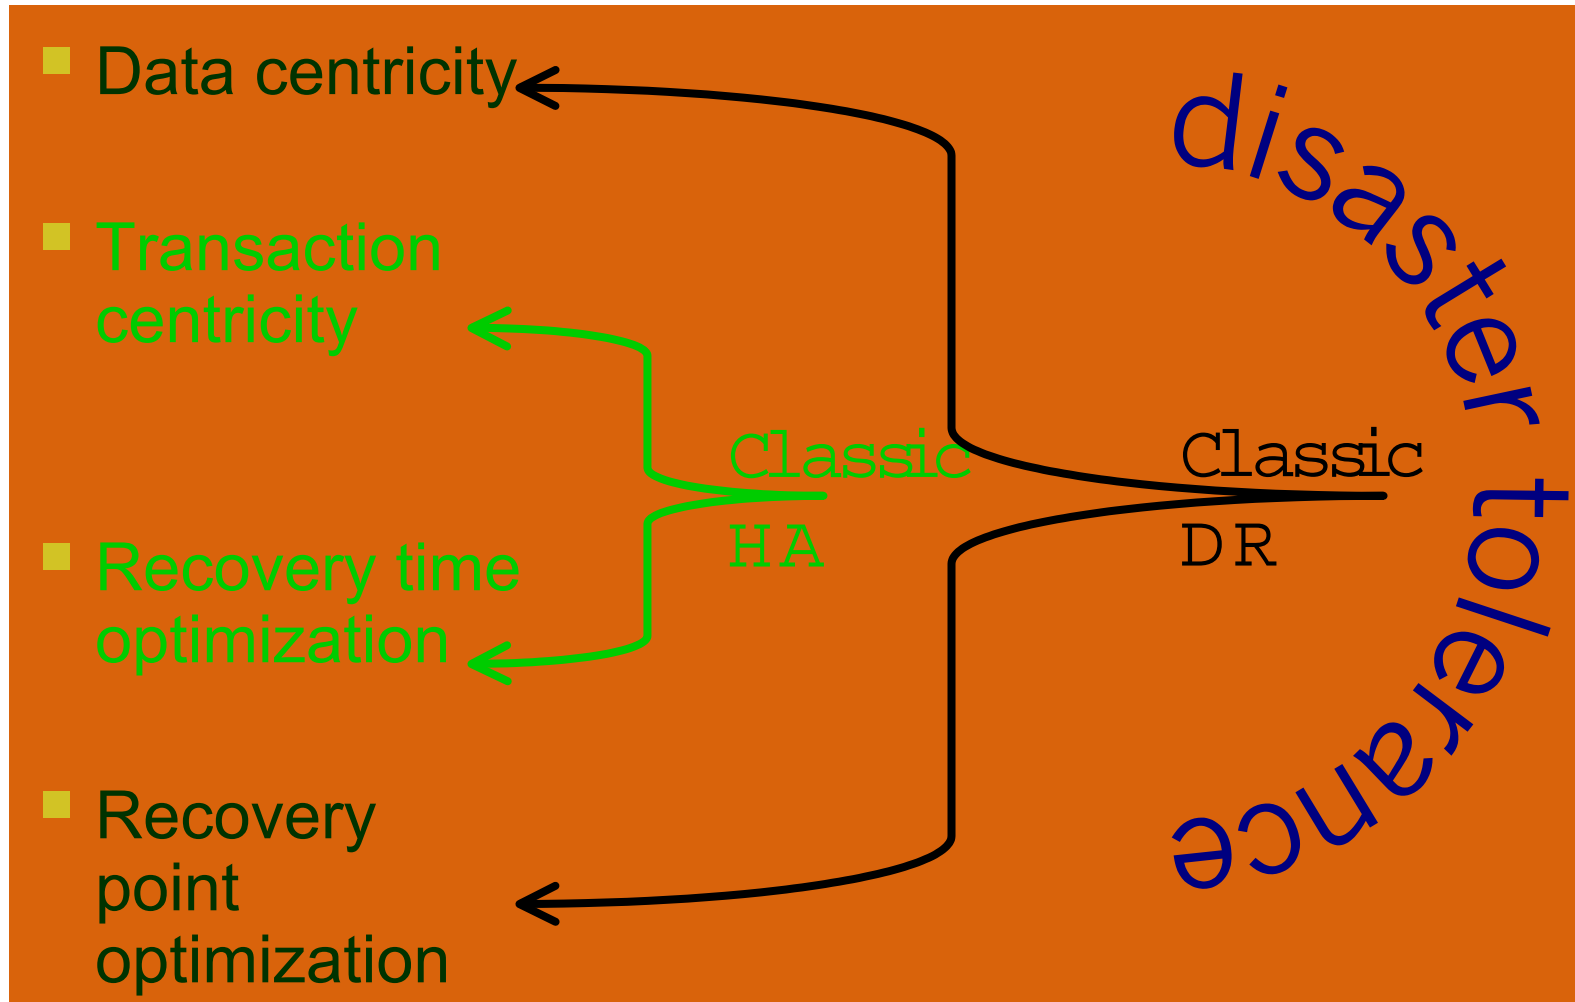 Data centricity
Transaction
centricity
Recovery time
optimization
Recovery
point
optimization
Classic
HA
Classic
DR
disaster tolerance